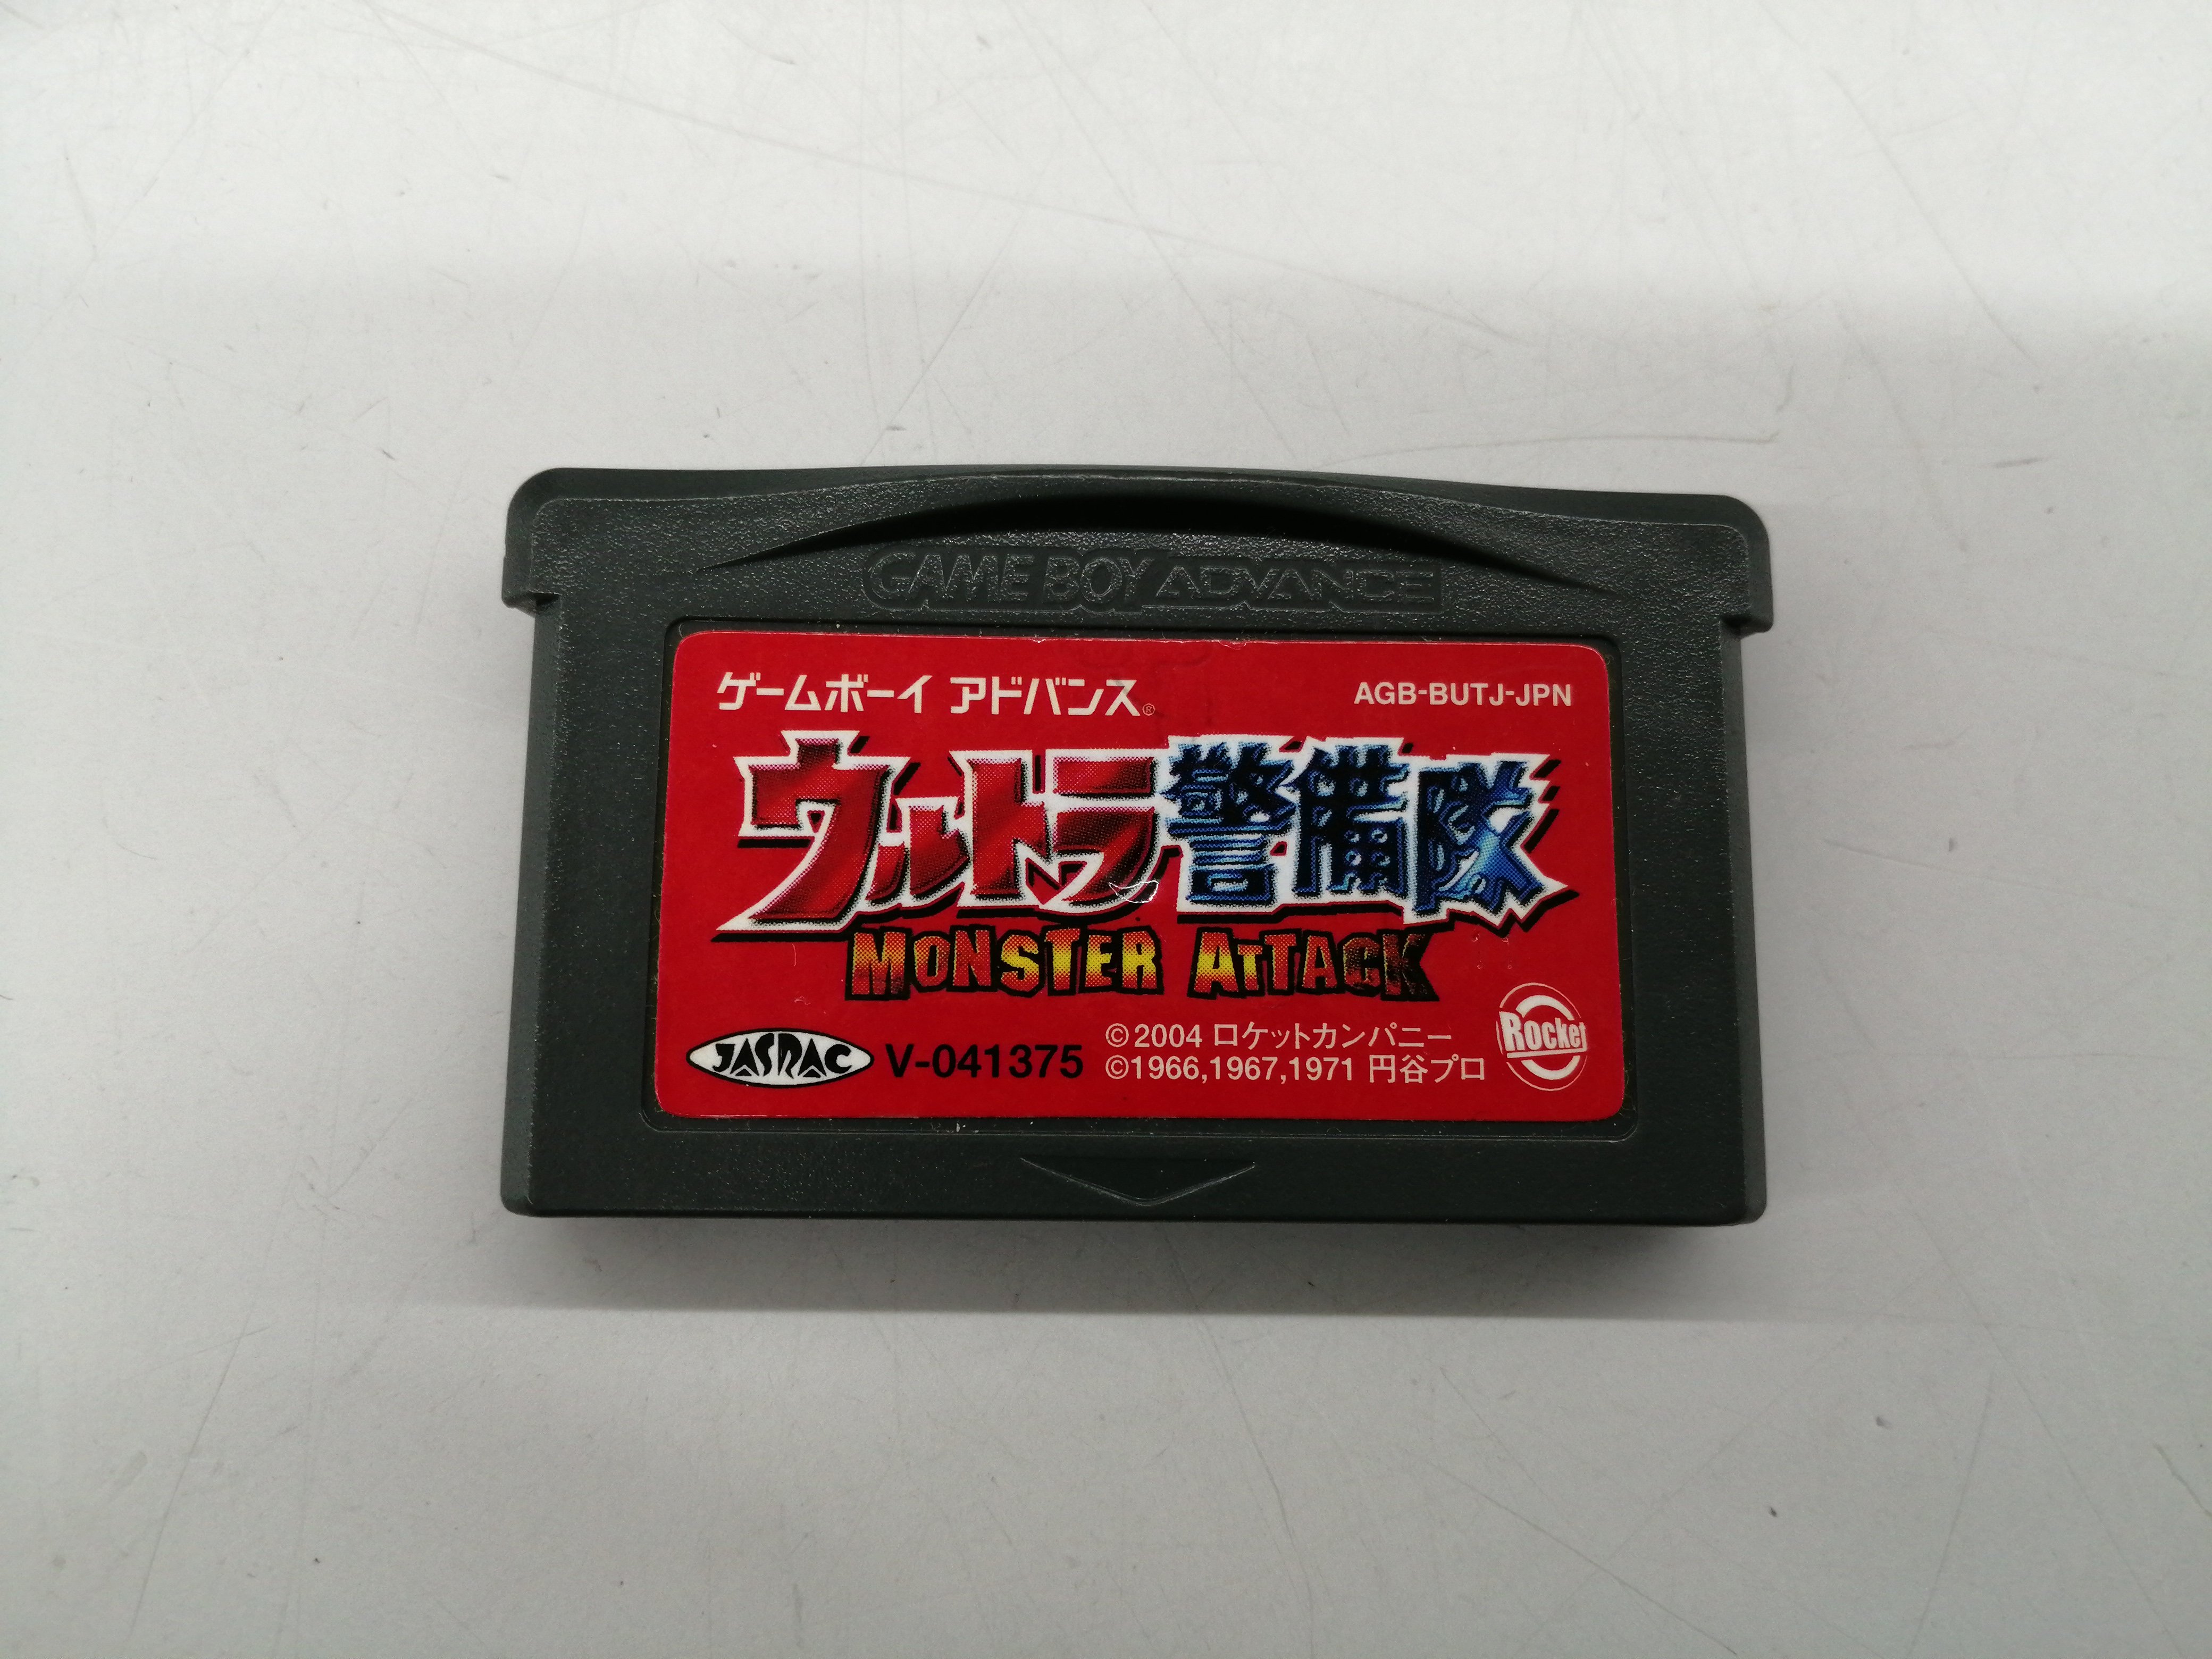 GAME BOY ADVANCE
ゲームボーイ アドバンス® AGB-BUTJ-JPN
ウルトラ警備隊
MONSTER ATTACK
JASRAC V-041375
©2004 ロケットカンパニー
©1966,1967,1971 円谷プロ
Rocket